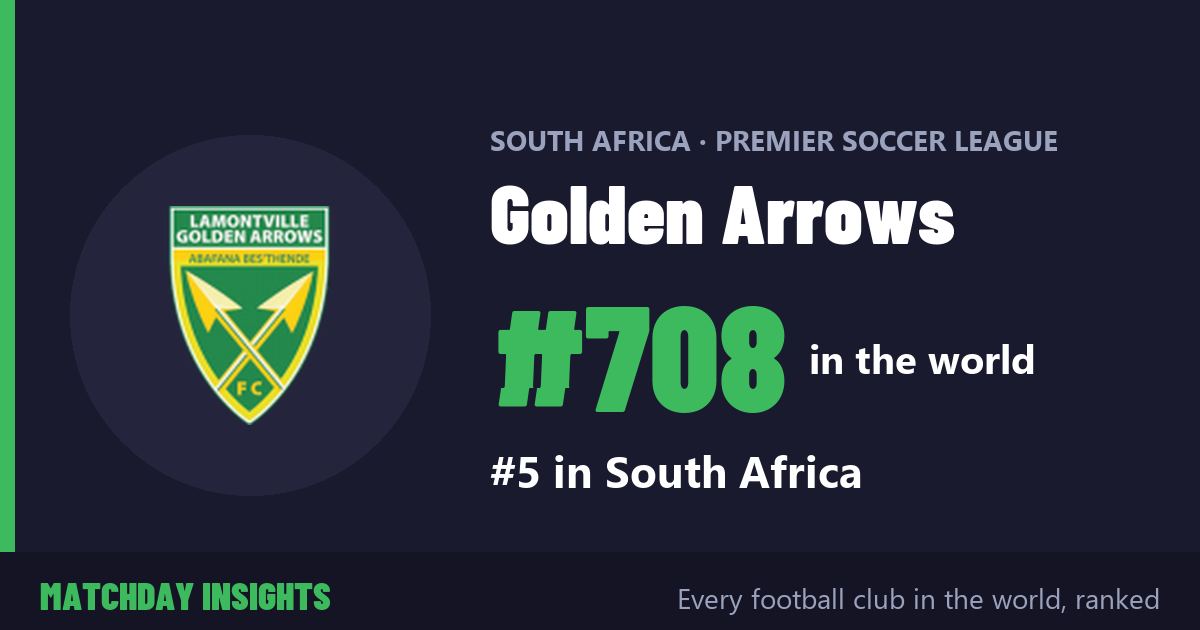 LAMONTVILLE
GOLDEN ARROWS
ABAFANA BES'THENDE
FC
SOUTH AFRICA · PREMIER SOCCER LEAGUE
Golden Arrows
#708 in the world
#5 in South Africa
MATCHDAY INSIGHTS
Every football club in the world, ranked